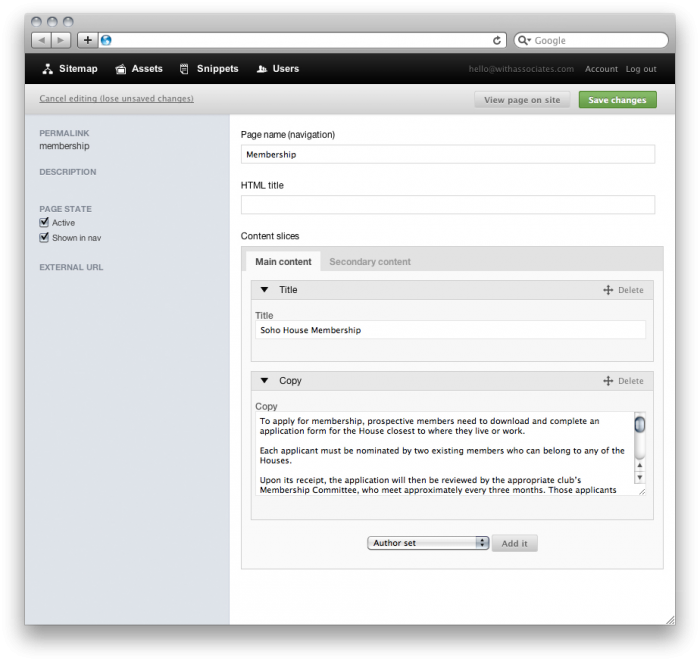 Google
Sitemap Assets Snippets Users hello@withassociates.com Account Log out
Cancel editing (lose unsaved changes) View page on site Save changes
PERMALINK
membership
DESCRIPTION
PAGE STATE
Active
Shown in nav
EXTERNAL URL
Page name (navigation)
Membership
HTML title
Content slices
Main content Secondary content
Title Delete
Title
Soho House Membership
Copy Delete
Copy
To apply for membership, prospective members need to download and complete an
application form for the House closest to where they live or work.
Each applicant must be nominated by two existing members who can belong to any of the
Houses.
Upon its receipt, the application will then be reviewed by the appropriate club's
Membership Committee, who meet approximately every three months. Those applicants
Author set Add it